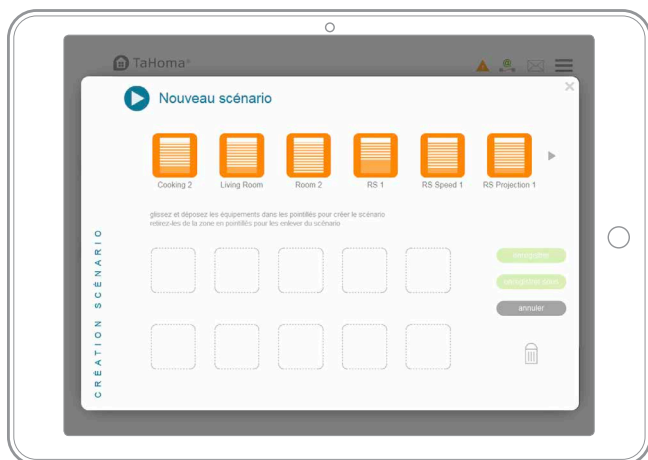 TaHoma®
Nouveau scénario
Cooking 2
Living Room
Room 2
RS 1
RS Speed 1
RS Projection 1
glissez et déposez les équipements dans les pointillés pour créer le scénario
retirez-les de la zone en pointillés pour les enlever du scénario
CRÉATION SCÉNARIO
enregistrer
annuler